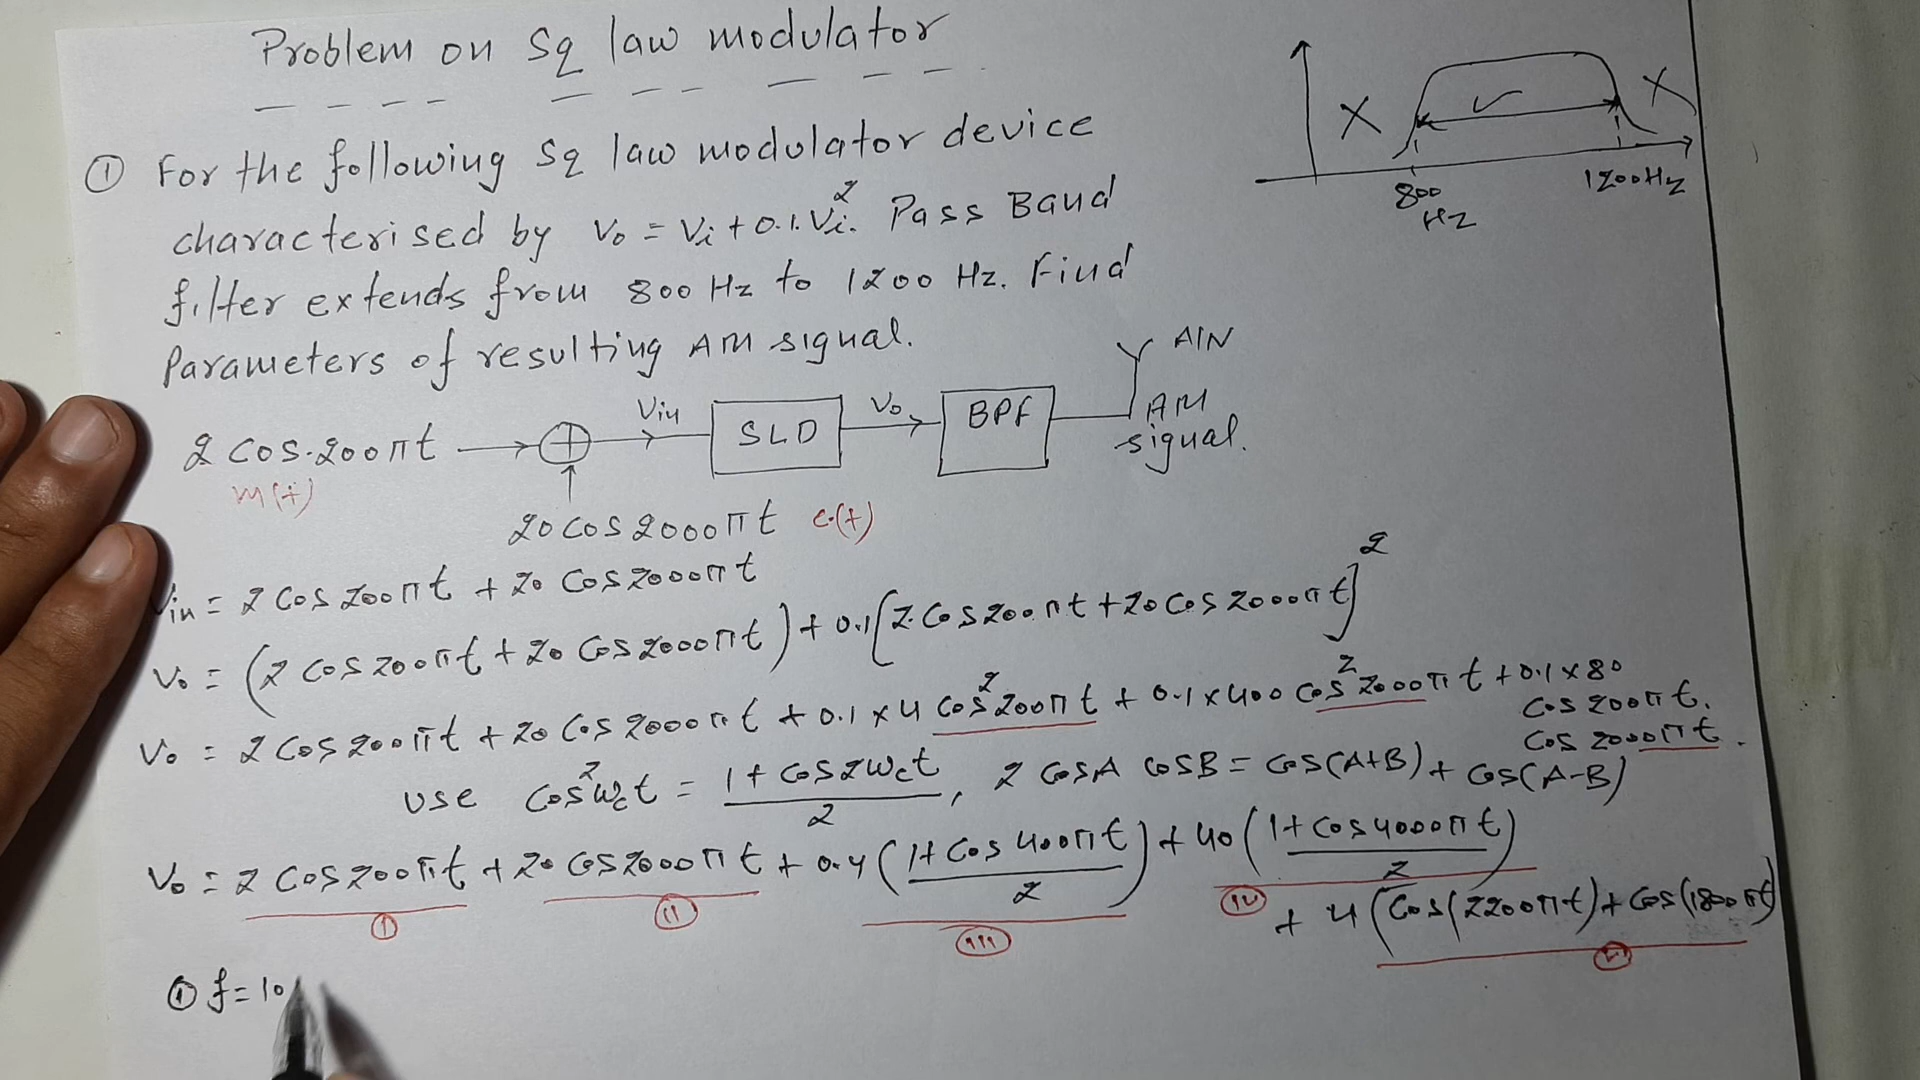 Problem on Sq law modulator
① For the following Sq law modulator device
characterised by V₀ = Vi + 0.1.Vi². Pass Band
filter extends from 800 Hz to 1200 Hz. Find
Parameters of resulting AM signal.
X ✓ X
800 Hz 1200Hz
2 cos.200πt → ⊕ Vin SLD V₀ BPF AIN
m(t)
AM signal.
20 cos 2000πt c.(t)
Vin = 2 Cos 200πt + 20 Cos 2000πt
V₀ = (2 Cos 200πt + 20 Cos 2000πt) + 0.1[2.Cos 200πt + 20 Cos 2000πt]²
V₀ = 2 Cos 200πt + 20 Cos 2000πt + 0.1 x 4 Cos² 200πt + 0.1 x 400 Cos² 2000πt + 0.1 x 80
Cos 200πt.
Cos 2000πt.
use Cos² Wct = (1 + Cos 2Wct)/2, 2 CosA CosB = Cos(A+B) + Cos(A-B)
V₀ = 2 Cos 200πt + 20 Cos 2000πt + 0.4 ((1 + Cos 400πt)/2) + 40 ((1 + Cos 4000πt)/2)
+ 4 (Cos(2200πt) + Cos(1800πt)
(i) (ii) (iii) (iv) (v)
① f = 10